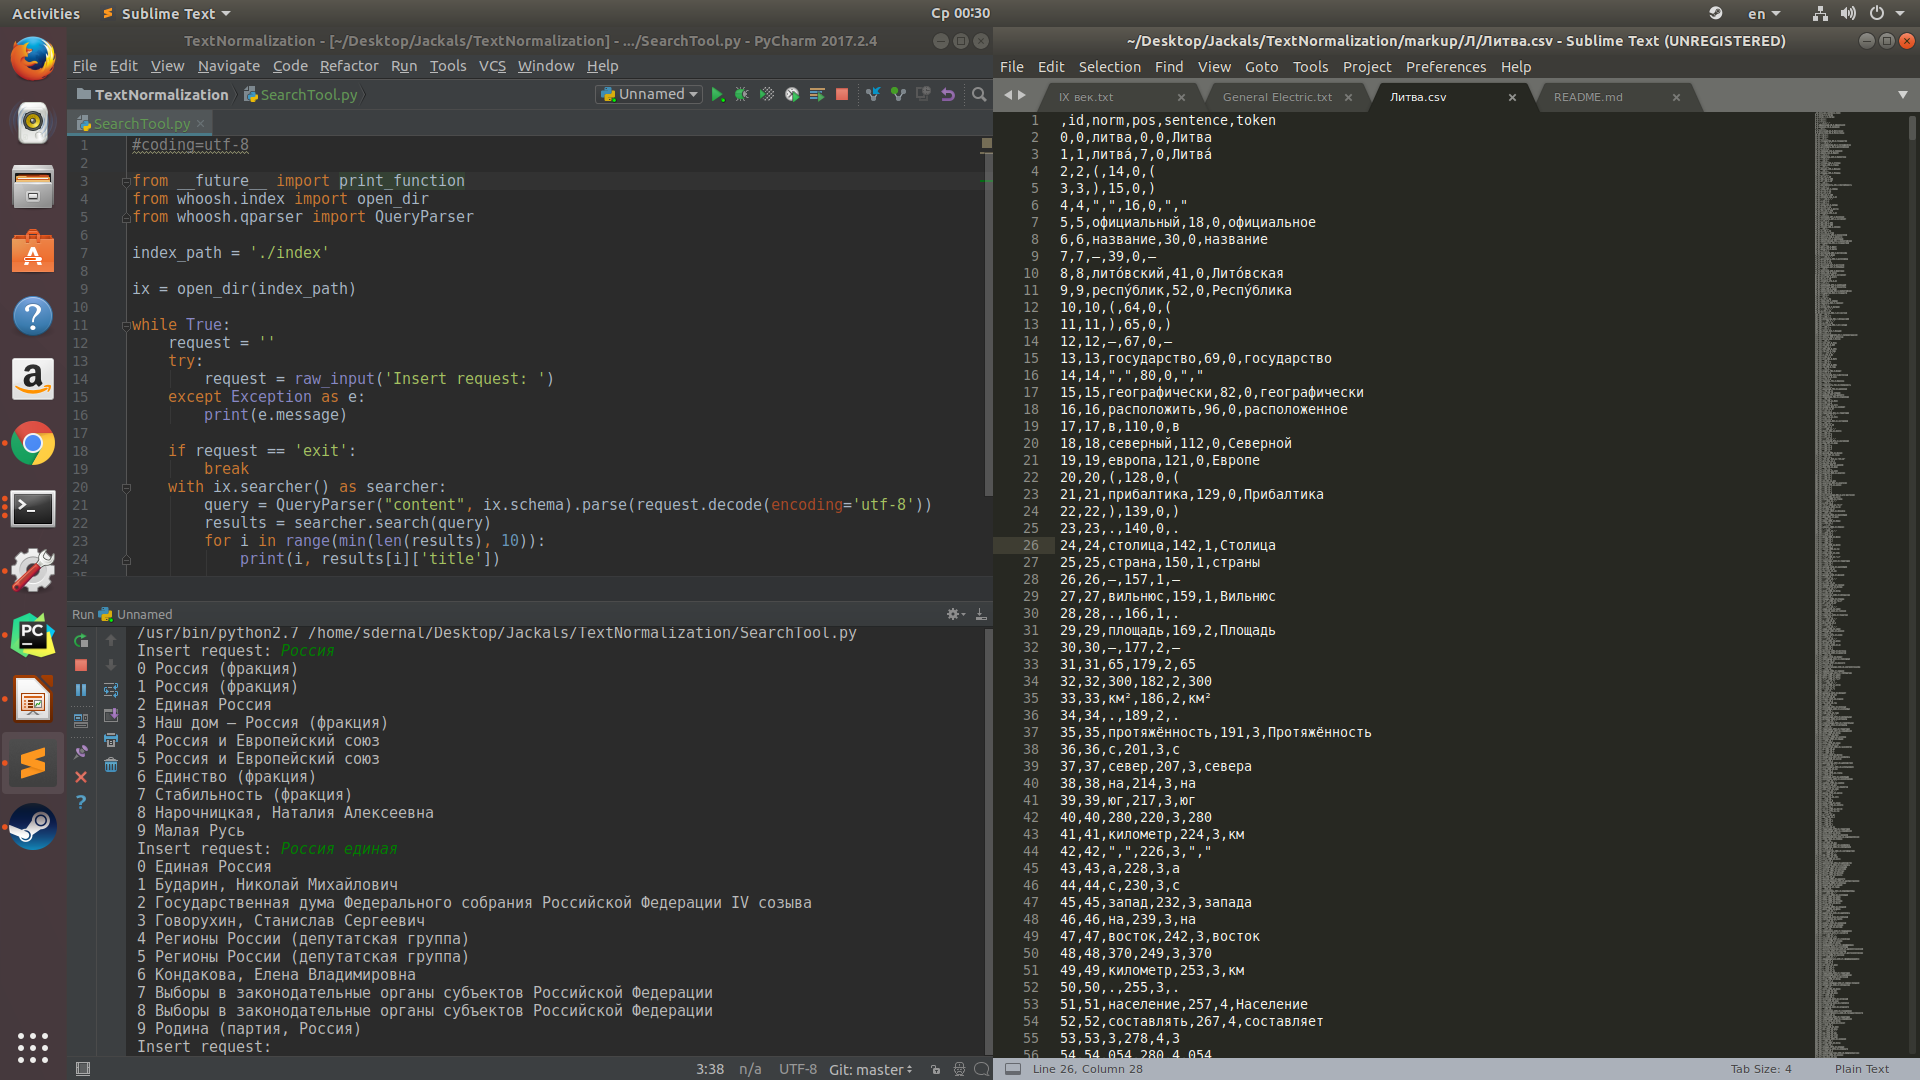 Activities
Sublime Text
Ср 00:30
en
TextNormalization - [~/Desktop/Jackals/TextNormalization] - .../SearchTool.py - PyCharm 2017.2.4
File Edit View Navigate Code Refactor Run Tools VCS Window Help
TextNormalization SearchTool.py Unnamed
SearchTool.py
1 #coding=utf-8
2
3 from __future__ import print_function
4 from whoosh.index import open_dir
5 from whoosh.qparser import QueryParser
6
7 index_path = './index'
8
9 ix = open_dir(index_path)
10
11 while True:
12 request = ''
13 try:
14 request = raw_input('Insert request: ')
15 except Exception as e:
16 print(e.message)
17
18 if request == 'exit':
19 break
20 with ix.searcher() as searcher:
21 query = QueryParser("content", ix.schema).parse(request.decode(encoding='utf-8'))
22 results = searcher.search(query)
23 for i in range(min(len(results), 10)):
24 print(i, results[i]['title'])
Run Unnamed
/usr/bin/python2.7 /home/sdernal/Desktop/Jackals/TextNormalization/SearchTool.py
Insert request: Россия
0 Россия (фракция)
1 Россия (фракция)
2 Единая Россия
3 Наш дом — Россия (фракция)
4 Россия и Европейский союз
5 Россия и Европейский союз
6 Единство (фракция)
7 Стабильность (фракция)
8 Нарочницкая, Наталия Алексеевна
9 Малая Русь
Insert request: Россия единая
0 Единая Россия
1 Бударин, Николай Михайлович
2 Государственная дума Федерального собрания Российской Федерации IV созыва
3 Говорухин, Станислав Сергеевич
4 Регионы России (депутатская группа)
5 Регионы России (депутатская группа)
6 Кондакова, Елена Владимировна
7 Выборы в законодательные органы субъектов Российской Федерации
8 Выборы в законодательные органы субъектов Российской Федерации
9 Родина (партия, Россия)
Insert request:
3:38 n/a UTF-8 Git: master
~/Desktop/Jackals/TextNormalization/markup/Л/Литва.csv - Sublime Text (UNREGISTERED)
File Edit Selection Find View Goto Tools Project Preferences Help
IX век.txt General Electric.txt Литва.csv README.md
1 ,id,norm,pos,sentence,token
2 0,0,литва,0,0,Литва
3 1,1,литва́,7,0,Литва́
4 2,2,(,14,0,(
5 3,3,),15,0,)
6 4,4,",",16,0,","
7 5,5,официальный,18,0,официальное
8 6,6,название,30,0,название
9 7,7,—,39,0,—
10 8,8,лито́вский,41,0,Лито́вская
11 9,9,респу́блик,52,0,Респу́блика
12 10,10,(,64,0,(
13 11,11,),65,0,)
14 12,12,—,67,0,—
15 13,13,государство,69,0,государство
16 14,14,",",80,0,","
17 15,15,географически,82,0,географически
18 16,16,расположить,96,0,расположенное
19 17,17,в,110,0,в
20 18,18,северный,112,0,Северной
21 19,19,европа,121,0,Европе
22 20,20,(,128,0,(
23 21,21,прибалтика,129,0,Прибалтика
24 22,22,),139,0,)
25 23,23,.,140,0,.
26 24,24,столица,142,1,Столица
27 25,25,страна,150,1,страны
28 26,26,—,157,1,—
29 27,27,вильнюс,159,1,Вильнюс
30 28,28,.,166,1,.
31 29,29,площадь,169,2,Площадь
32 30,30,—,177,2,—
33 31,31,65,179,2,65
34 32,32,300,182,2,300
35 33,33,км²,186,2,км²
36 34,34,.,189,2,.
37 35,35,протяжённость,191,3,Протяжённость
38 36,36,с,201,3,с
39 37,37,север,207,3,севера
40 38,38,на,214,3,на
41 39,39,юг,217,3,юг
42 40,40,280,220,3,280
43 41,41,километр,224,3,км
44 42,42,",",226,3,","
45 43,43,а,228,3,а
46 44,44,с,230,3,с
47 45,45,запад,232,3,запада
48 46,46,на,239,3,на
49 47,47,восток,242,3,восток
50 48,48,370,249,3,370
51 49,49,километр,253,3,км
52 50,50,.,255,3,.
53 51,51,население,257,4,Население
54 52,52,составлять,267,4,составляет
55 53,53,3,278,4,3
56 54,54,054,280,4,054
Line 26, Column 28 Tab Size: 4 Plain Text